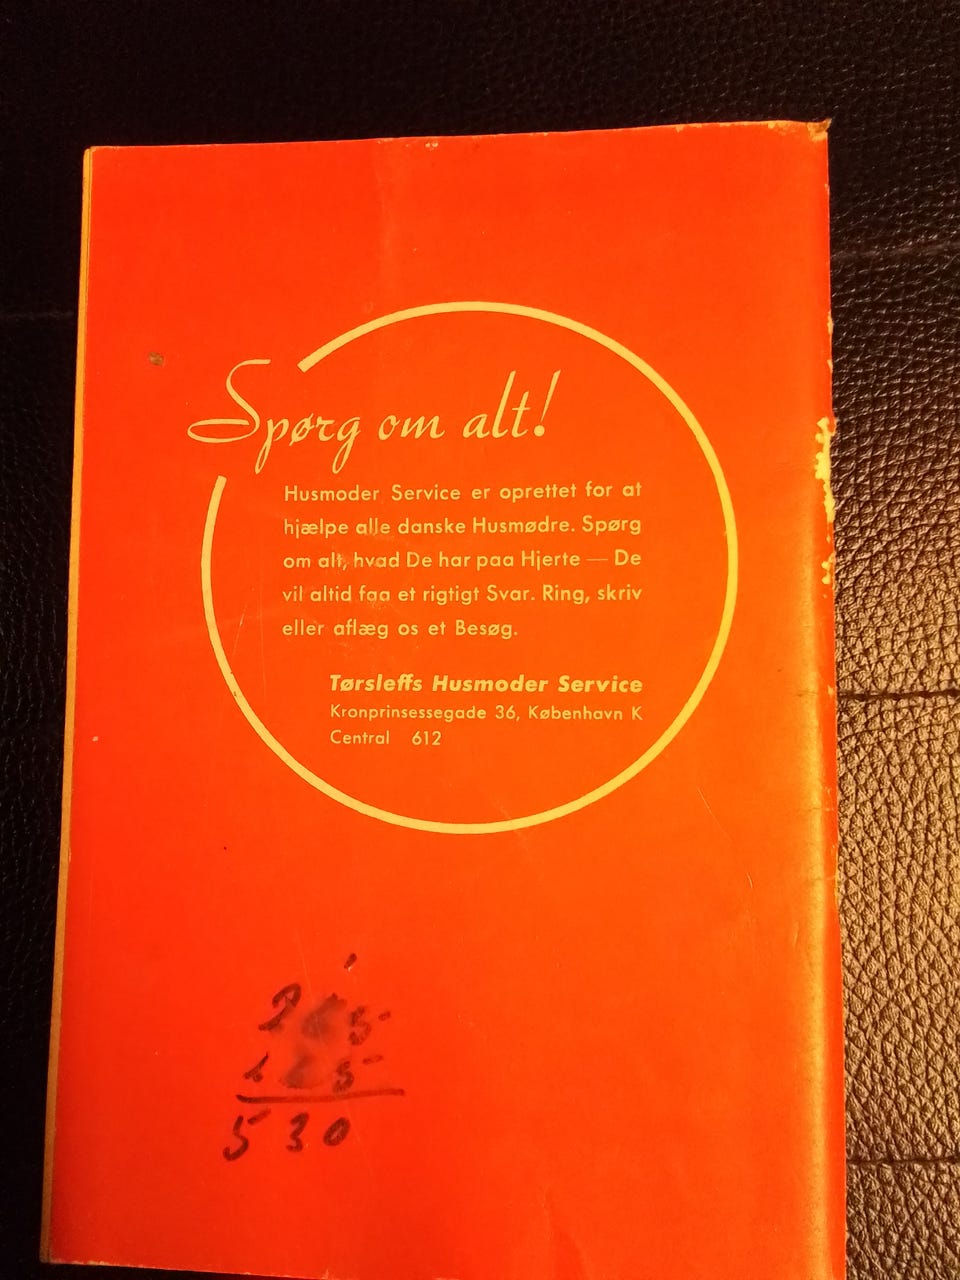 Spørg om alt!
Husmoder Service er oprettet for at
hjælpe alle danske Husmødre. Spørg
om alt, hvad De har paa Hjerte — De
vil altid faa et rigtigt Svar. Ring, skriv
eller aflæg os et Besøg.
Tørsleffs Husmoder Service
Kronprinsessegade 36, København K
Central 612
530